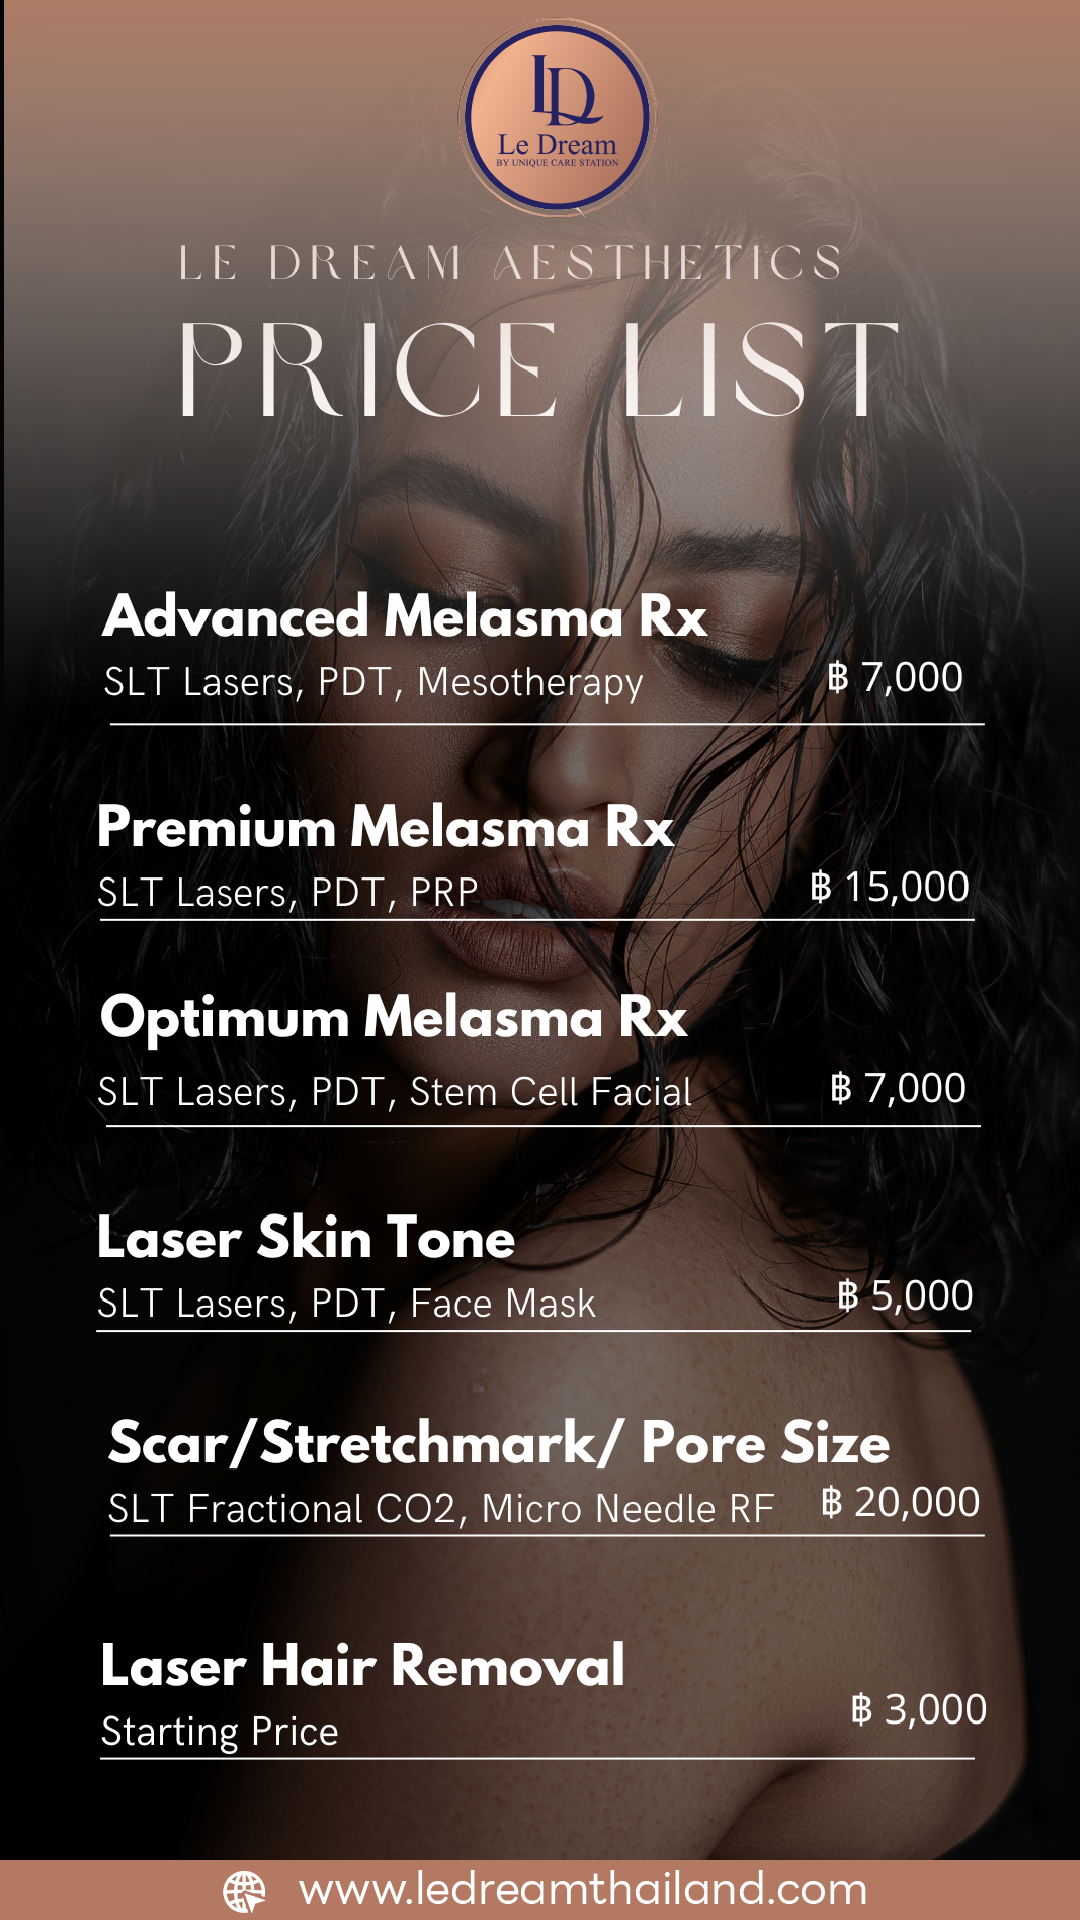 LD
Le Dream
BY UNIQUE CARE STATION
LE DREAM AESTHETICS
PRICE LIST
Advanced Melasma Rx
SLT Lasers, PDT, Mesotherapy ฿ 7,000
Premium Melasma Rx
SLT Lasers, PDT, PRP ฿ 15,000
Optimum Melasma Rx
SLT Lasers, PDT, Stem Cell Facial ฿ 7,000
Laser Skin Tone
SLT Lasers, PDT, Face Mask ฿ 5,000
Scar/Stretchmark/ Pore Size
SLT Fractional CO2, Micro Needle RF ฿ 20,000
Laser Hair Removal
Starting Price ฿ 3,000
www.ledreamthailand.com